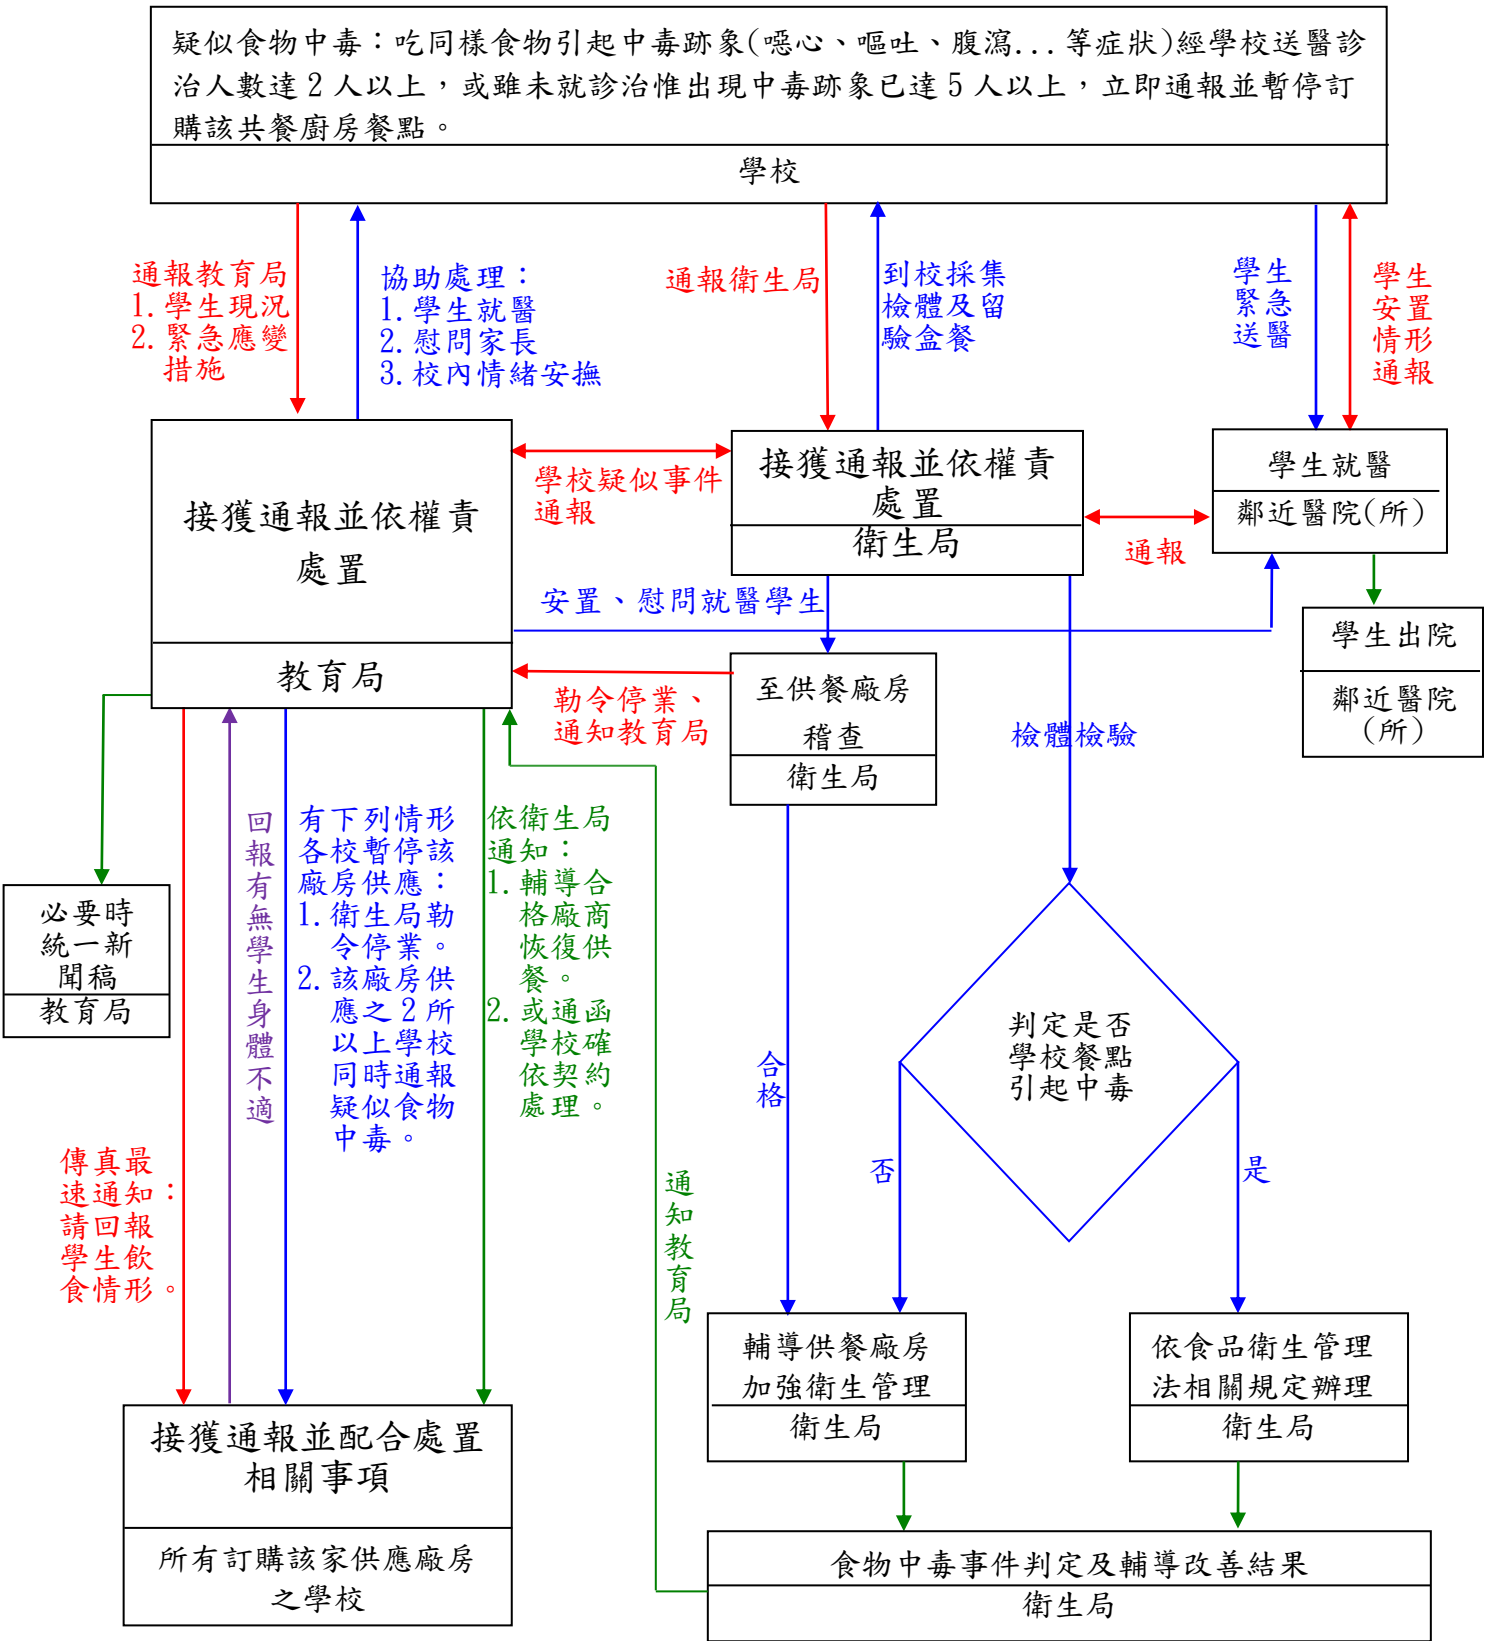 疑似食物中毒：吃同樣食物引起中毒跡象(噁心、嘔吐、腹瀉...等症狀)經學校送醫診
治人數達2人以上，或雖未就診治惟出現中毒跡象已達5人以上，立即通報並暫停訂
購該共餐廚房餐點。
學校
通報教育局
1.學生現況
2.緊急應變
措施
協助處理：
1.學生就醫
2.慰問家長
3.校內情緒安撫
通報衛生局
到校採集
檢體及留
驗盒餐
學生
緊急
送醫
學生
安置
情形
通報
接獲通報並依權責
處置
教育局
學校疑似事件
通報
接獲通報並依權責
處置
衛生局
通報
學生就醫
鄰近醫院(所)
安置、慰問就醫學生
學生出院
鄰近醫院
(所)
勒令停業、
通知教育局
至供餐廠房
稽查
衛生局
檢體檢驗
必要時
統一新
聞稿
教育局
回報有無學生身體不適
有下列情形
各校暫停該
廠房供應：
1.衛生局勒
令停業。
2.該廠房供
應之2所
以上學校
同時通報
疑似食物
中毒。
依衛生局
通知：
1.輔導合
格廠商
恢復供
餐。
2.或通函
學校確
依契約
處理。
合格
判定是否
學校餐點
引起中毒
否
是
傳真最
速通知：
請回報
學生飲
食情形。
通知教育局
輔導供餐廠房
加強衛生管理
衛生局
依食品衛生管理
法相關規定辦理
衛生局
接獲通報並配合處置
相關事項
所有訂購該家供應廠房
之學校
食物中毒事件判定及輔導改善結果
衛生局